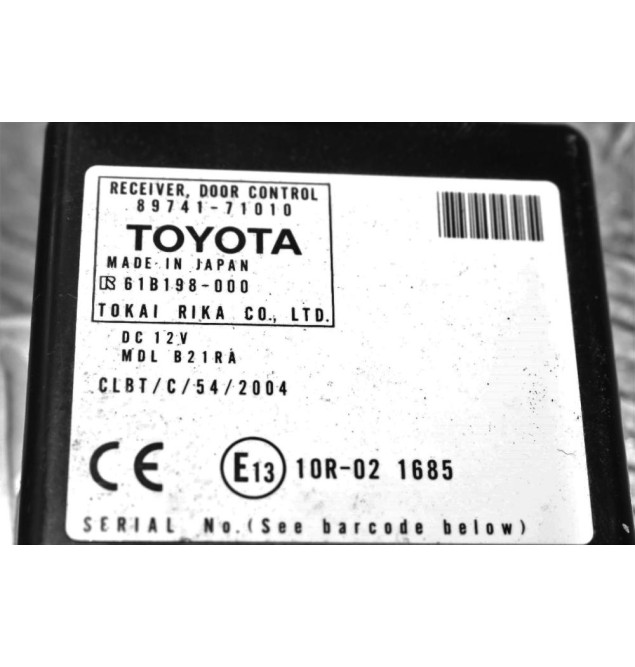 RECEIVER, DOOR CONTROL
89741-71010
TOYOTA
MADE IN JAPAN
61B198-000
TOKAI RIKA CO., LTD.
DC 12V
MDL B21RA
CLBT/C/54/2004
CE E13 10R-02 1685
SERIAL No.(See barcode below)